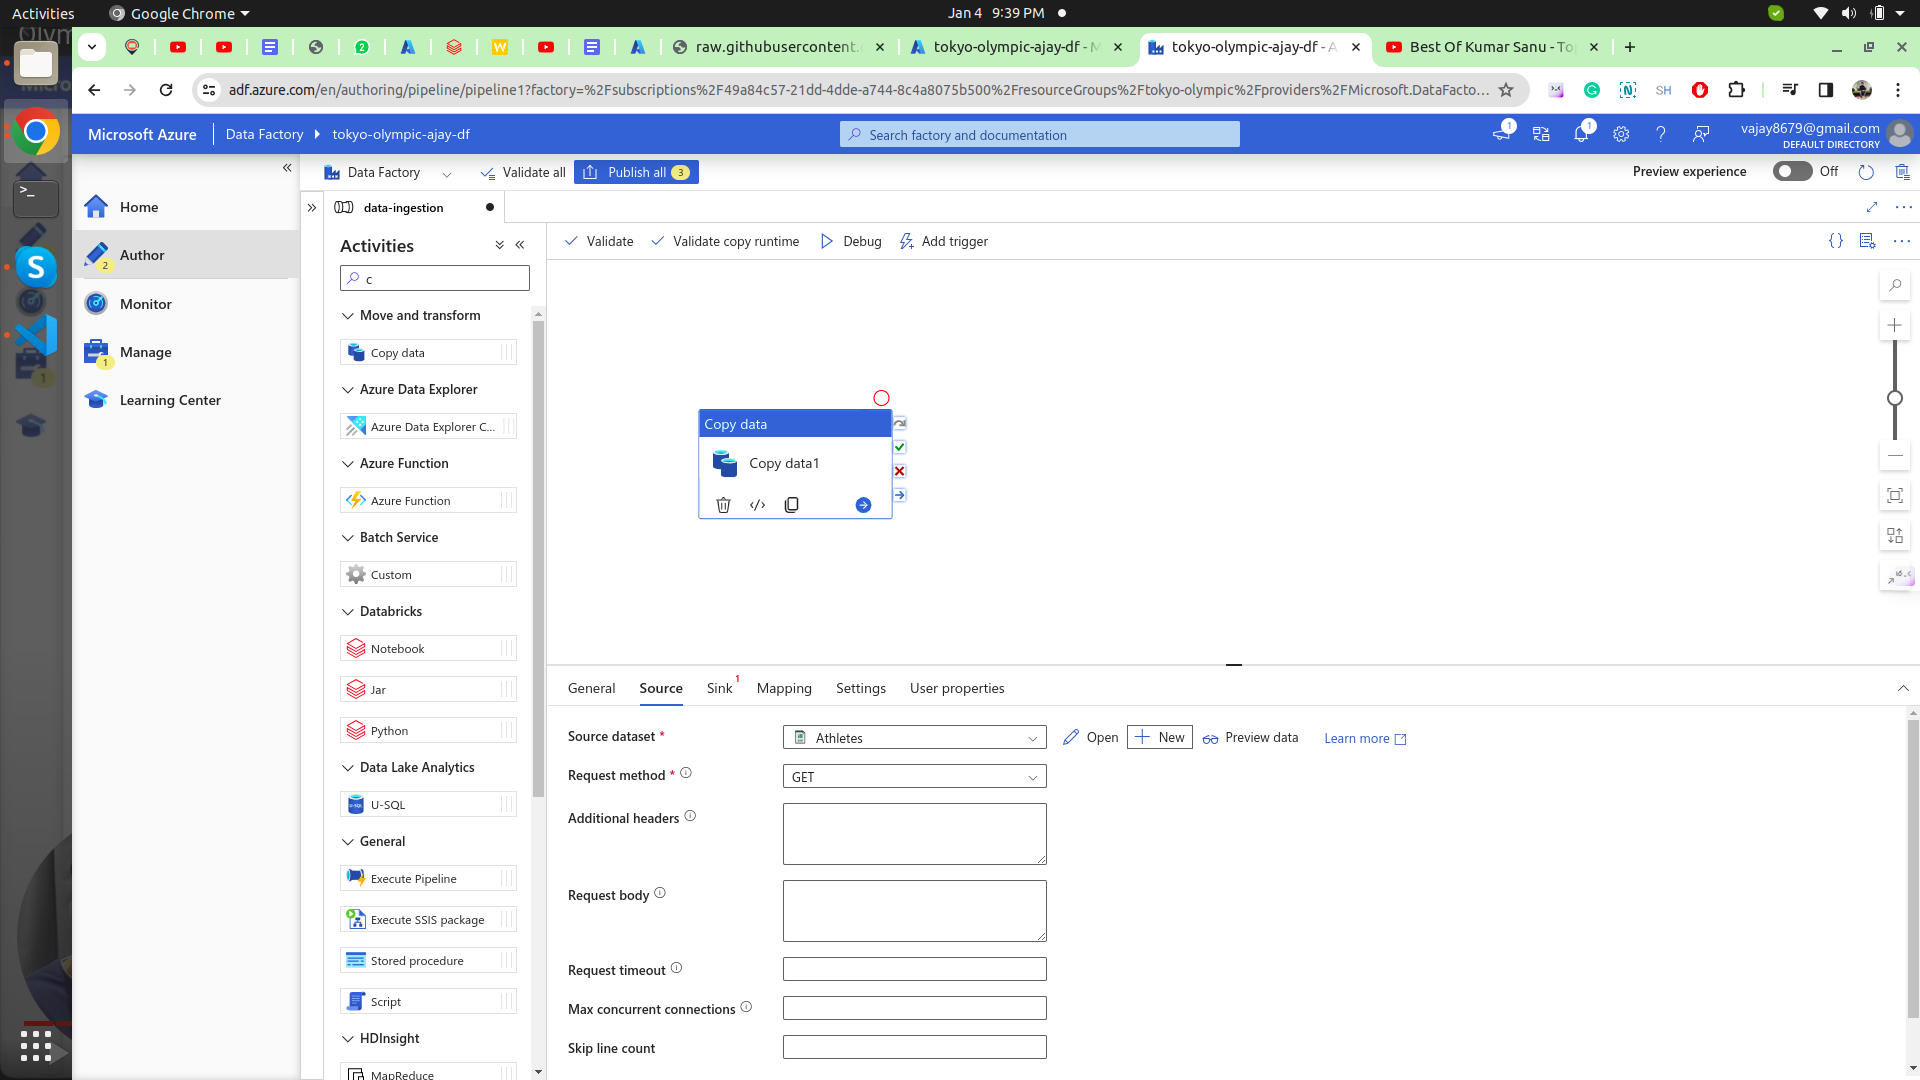 Activities
Google Chrome
Jan 4 9:39 PM
raw.githubusercontent.
tokyo-olympic-ajay-df - M
tokyo-olympic-ajay-df - A
Best Of Kumar Sanu - To
adf.azure.com/en/authoring/pipeline/pipeline1?factory=%2Fsubscriptions%2F49a84c57-21dd-4dde-a744-8c4a8075b500%2FresourceGroups%2Ftokyo-olympic%2Fproviders%2FMicrosoft.DataFacto...
SH
Microsoft Azure
Data Factory
tokyo-olympic-ajay-df
Search factory and documentation
1
1
vajay8679@gmail.com
DEFAULT DIRECTORY
Data Factory
Validate all
Publish all 3
Preview experience
Off
Home
Author
2
Monitor
Manage
1
Learning Center
data-ingestion
Activities
c
Move and transform
Copy data
Azure Data Explorer
Azure Data Explorer C...
Azure Function
Azure Function
Batch Service
Custom
Databricks
Notebook
Jar
Python
Data Lake Analytics
U-SQL
General
Execute Pipeline
Execute SSIS package
Stored procedure
Script
HDInsight
MapReduce
Validate
Validate copy runtime
Debug
Add trigger
Copy data
Copy data1
General
Source
Sink 1
Mapping
Settings
User properties
Source dataset *
Athletes
Open
New
Preview data
Learn more
Request method *
GET
Additional headers
Request body
Request timeout
Max concurrent connections
Skip line count